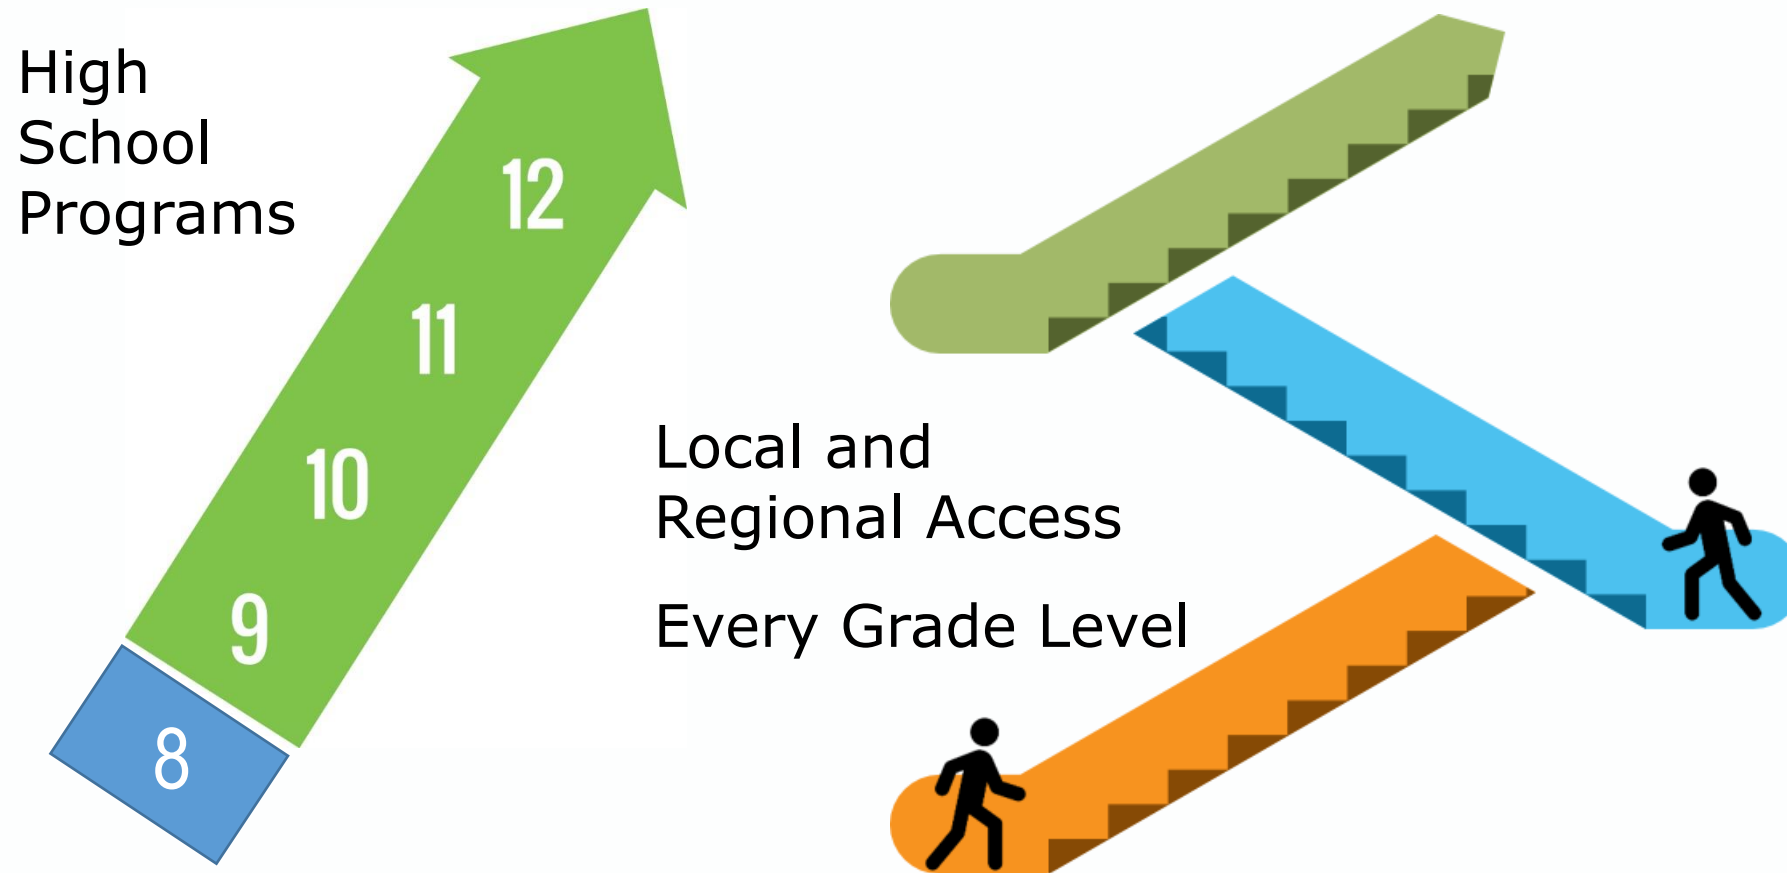 High
School
Programs
12
11
10
9
8
Local and
Regional Access
Every Grade Level